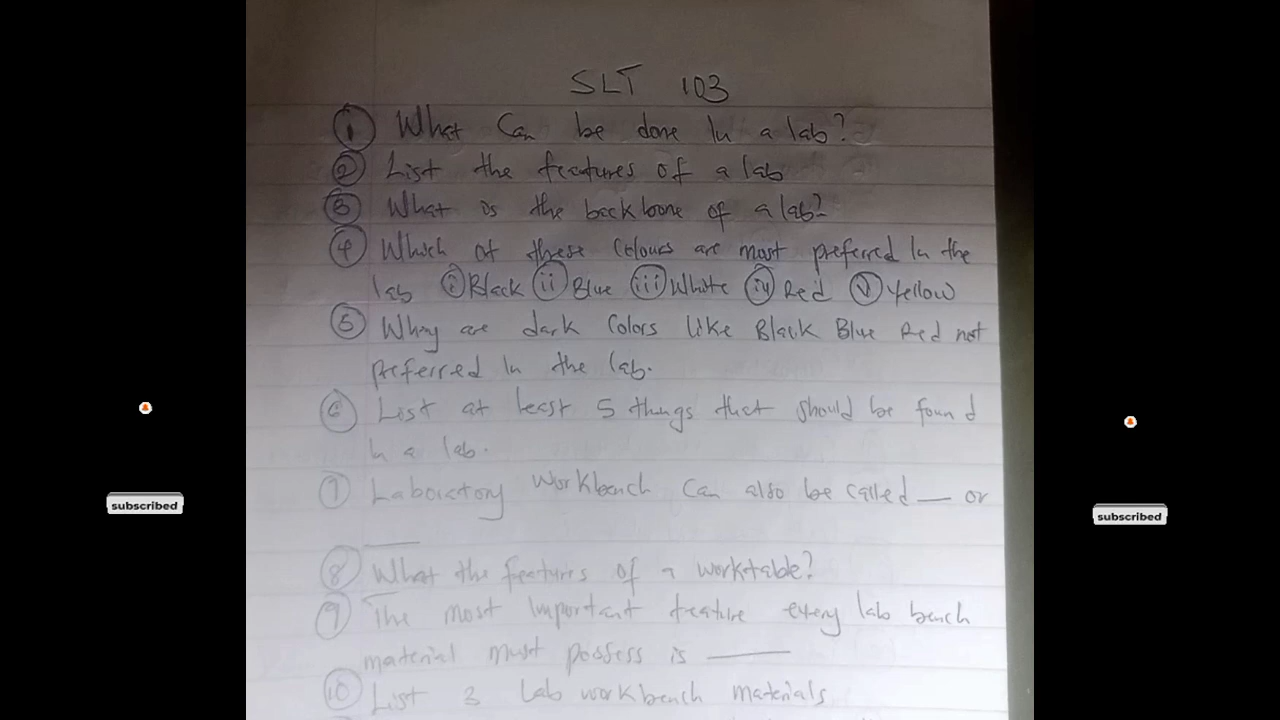 SLT 103
① What Can be done In a lab?
② List the features of a lab
③ What is the backbone of a lab?
④ Which of these Colours are most preferred In the
lab ⓘ Black ⓘⓘ Blue ⓘⓘⓘ White ⓘⓥ Red ⓥ Yellow
⑤ Why are dark Colors like Black Blue Red not
preferred In the lab.
⑥ List at least 5 things that should be found
In a lab.
⑦ Laboratory Workbench Can also be called __ or
____
⑧ What the features of a worktable?
⑨ The most Important feature every lab bench
material must possess is ____
⑩ List 3 Lab workbench materials
subscribed
subscribed